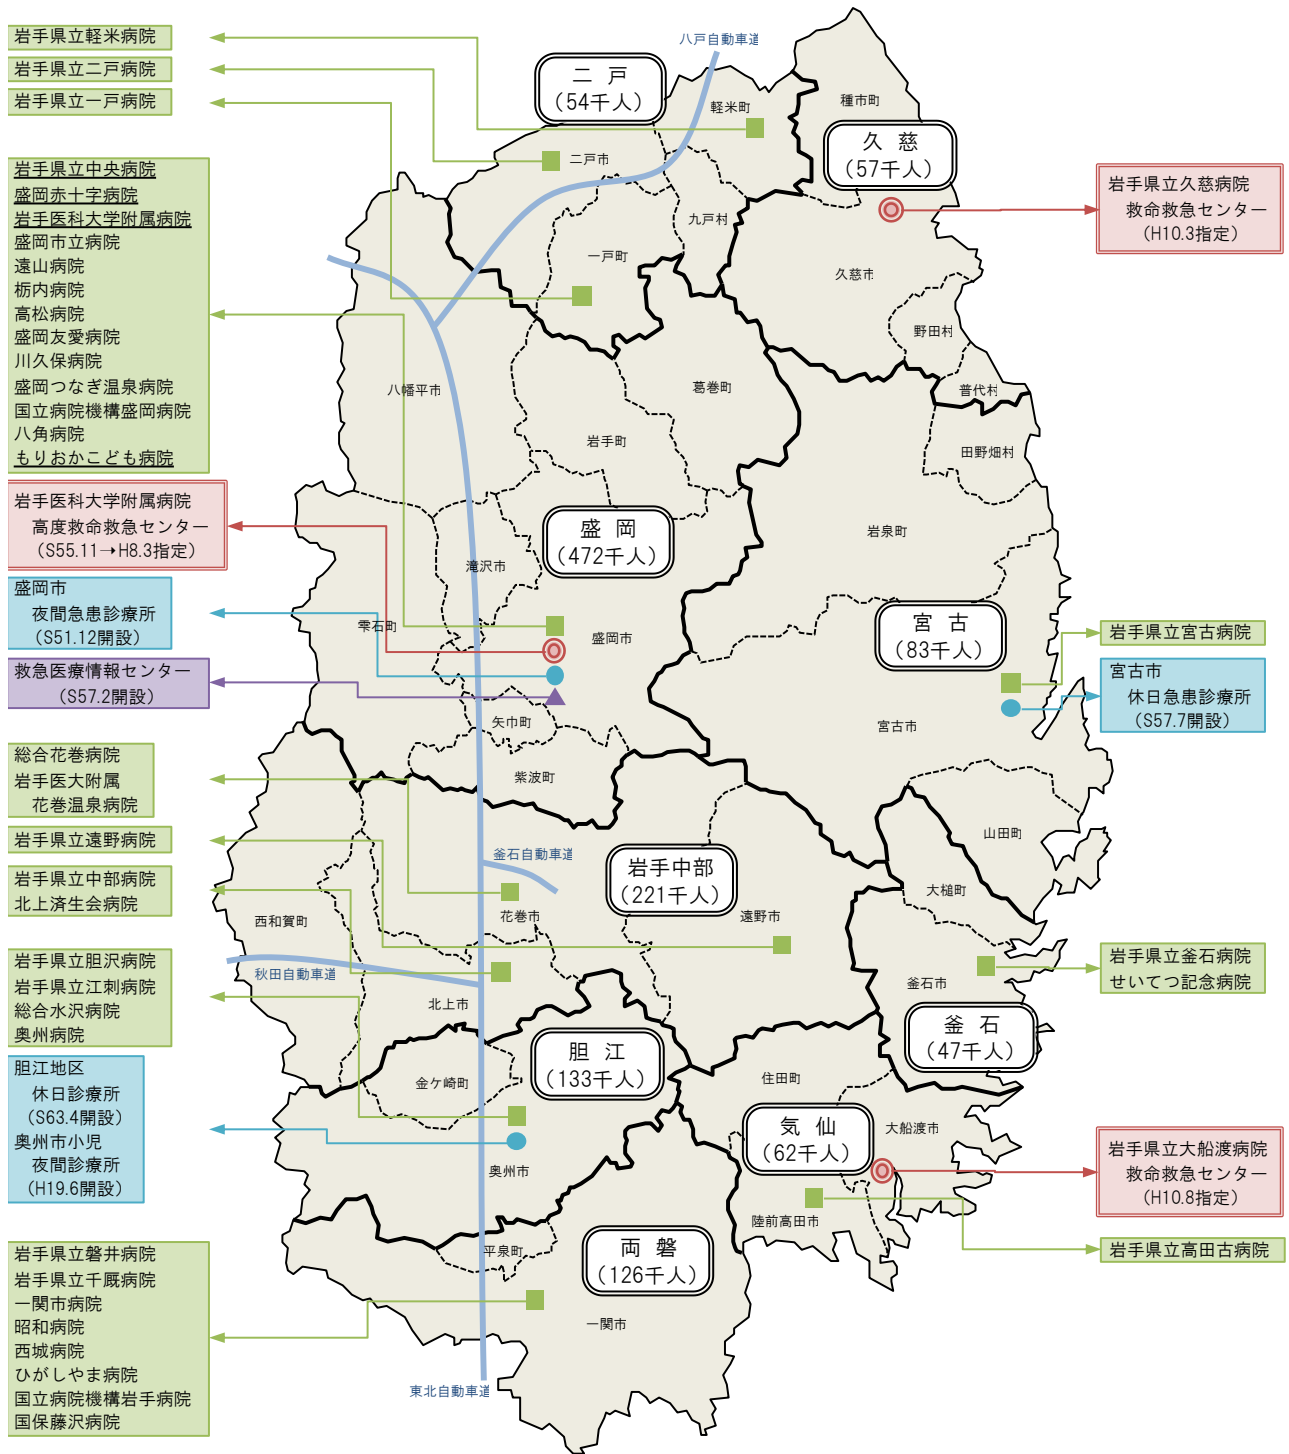 岩手県立軽米病院
岩手県立二戸病院
岩手県立一戸病院
岩手県立中央病院
盛岡赤十字病院
岩手医科大学附属病院
盛岡市立病院
遠山病院
栃内病院
高松病院
盛岡友愛病院
川久保病院
盛岡つなぎ温泉病院
国立病院機構盛岡病院
八角病院
もりおかこども病院
岩手医科大学附属病院
高度救命救急センター
（S55.11→H8.3指定）
盛岡市
夜間急患診療所
（S51.12開設）
救急医療情報センター
（S57.2開設）
総合花巻病院
岩手医大附属
花巻温泉病院
岩手県立遠野病院
岩手県立中部病院
北上済生会病院
岩手県立胆沢病院
岩手県立江刺病院
総合水沢病院
奥州病院
胆江地区
休日診療所
（S63.4開設）
奥州市小児
夜間診療所
（H19.6開設）
岩手県立磐井病院
岩手県立千厩病院
一関市病院
昭和病院
西城病院
ひがしやま病院
国立病院機構岩手病院
国保藤沢病院
八戸自動車道
二 戸
（54千人）
軽米町
種市町
久 慈
（57千人）
二戸市
九戸村
一戸町
久慈市
野田村
普代村
八幡平市
葛巻町
岩手町
田野畑村
岩泉町
盛 岡
（472千人）
滝沢市
雫石町
盛岡市
宮 古
（83千人）
矢巾町
宮古市
紫波町
山田町
釜石自動車道
岩手中部
（221千人）
大槌町
西和賀町
花巻市
遠野市
秋田自動車道
北上市
釜石市
釜 石
（47千人）
胆 江
（133千人）
金ケ崎町
住田町
気 仙
（62千人）
大船渡市
奥州市
陸前高田市
平泉町
両 磐
（126千人）
一関市
東北自動車道
岩手県立久慈病院
救命救急センター
（H10.3指定）
岩手県立宮古病院
宮古市
休日急患診療所
（S57.7開設）
岩手県立釜石病院
せいてつ記念病院
岩手県立大船渡病院
救命救急センター
（H10.8指定）
岩手県立高田古病院